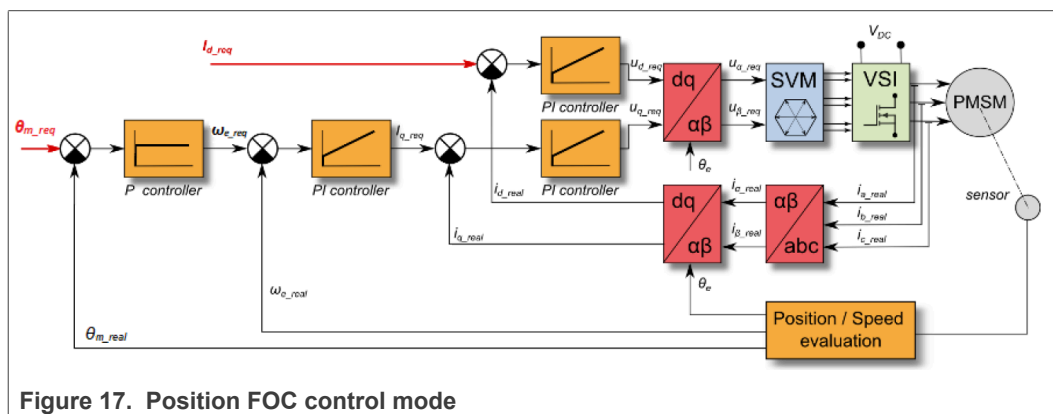 V_DC
I_d_req
u_d_req
u_α_req
dq
SVM
VSI
PMSM
PI controller
θ_m_req
ω_e_req
I_q_req
u_q_req
u_β_req
αβ
P controller
PI controller
PI controller
θ_e
i_d_real
i_α_real
i_a_real
sensor
dq
αβ
i_b_real
i_q_real
i_β_real
i_c_real
αβ
abc
ω_e_real
θ_e
Position / Speed
evaluation
θ_m_real
Figure 17. Position FOC control mode